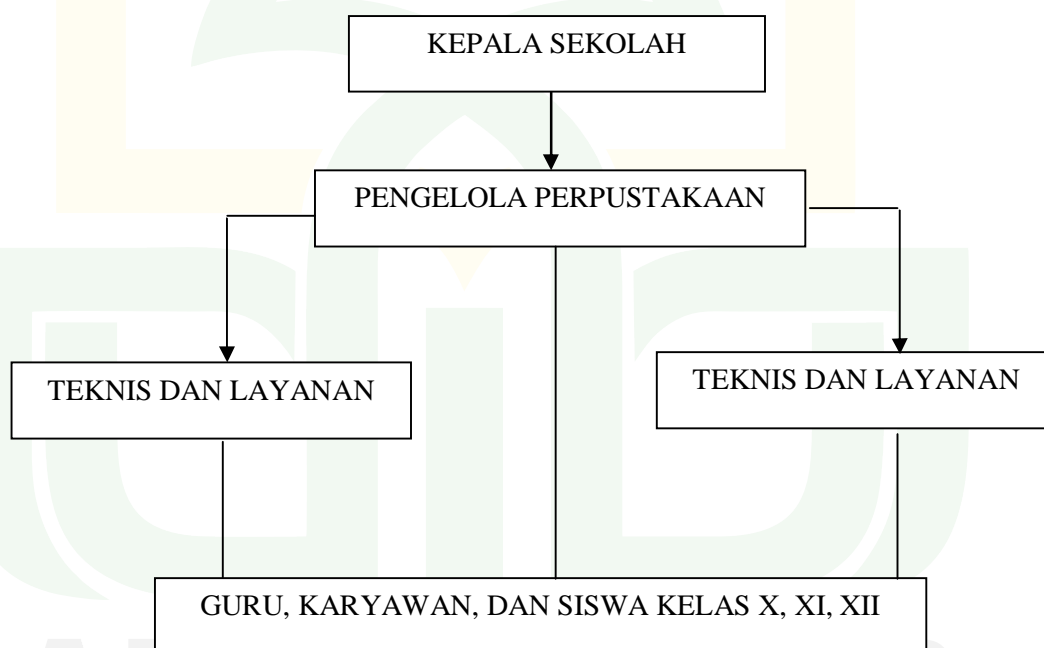 KEPALA SEKOLAH
PENGELOLA PERPUSTAKAAN
TEKNIS DAN LAYANAN
TEKNIS DAN LAYANAN
GURU, KARYAWAN, DAN SISWA KELAS X, XI, XII